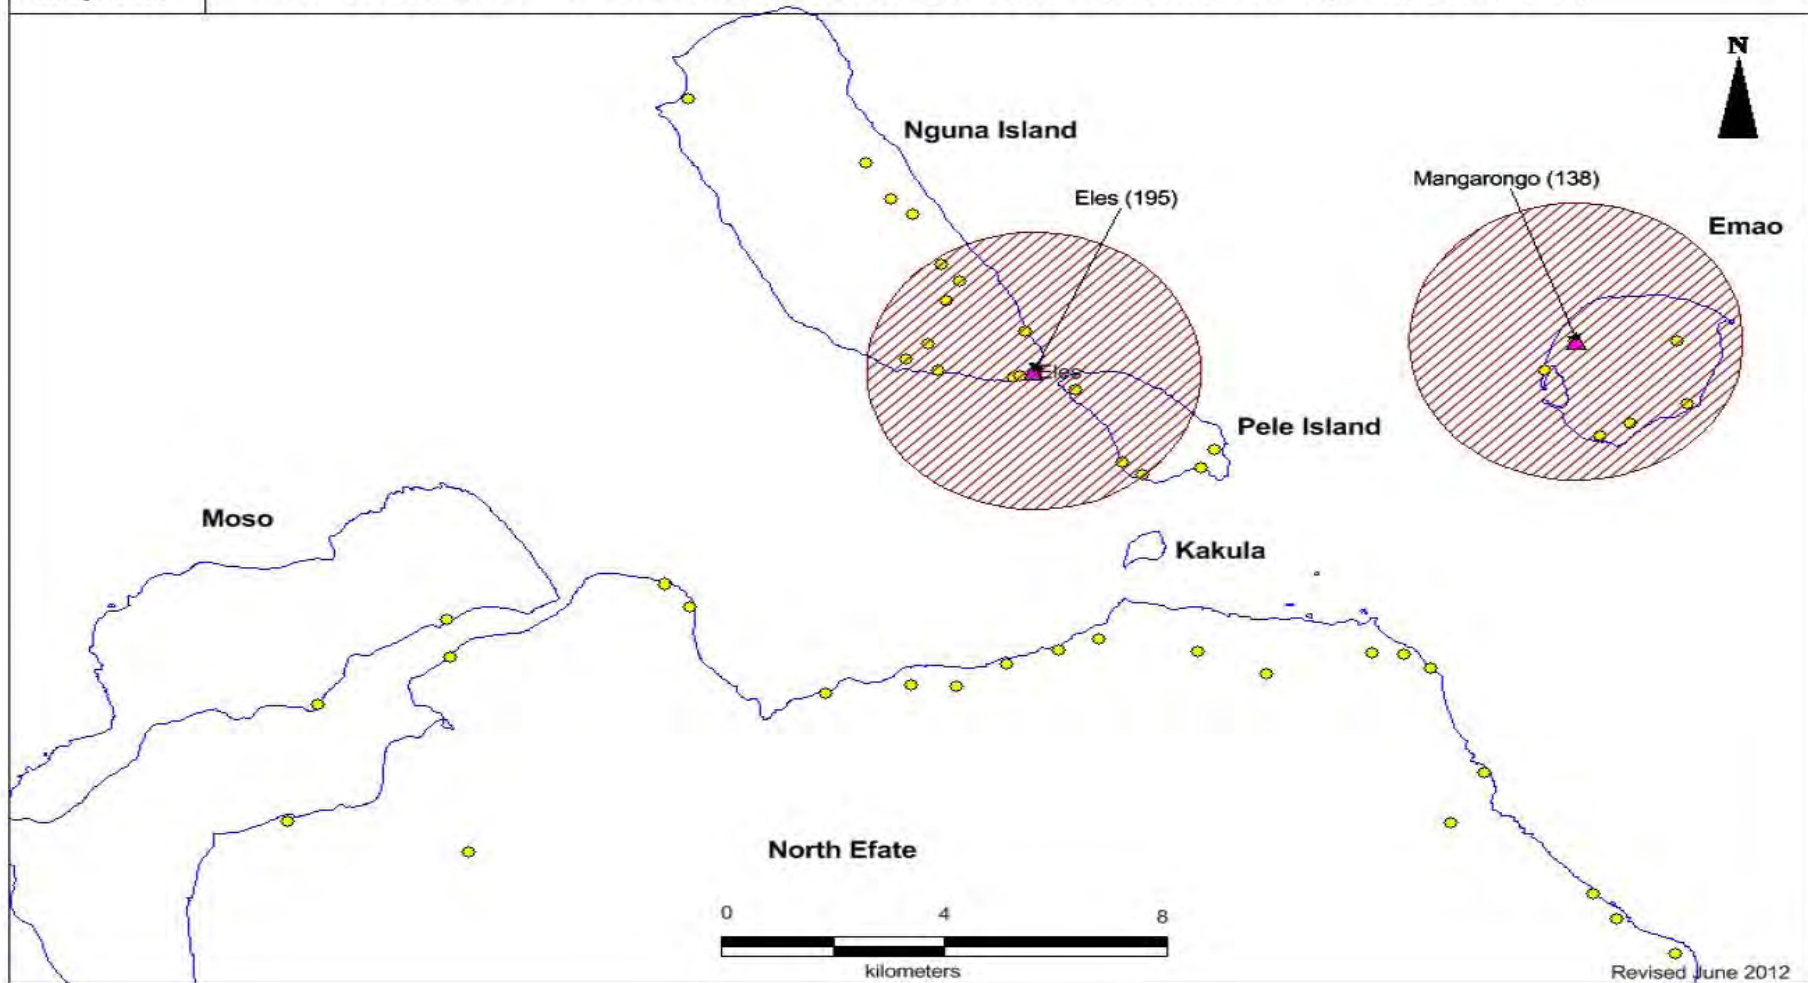 N
Nguna Island
Mangarongo (138)
Eles (195)
Emao
Eles
Pele Island
Moso
Kakula
North Efate
0 4 8
kilometers
Revised June 2012